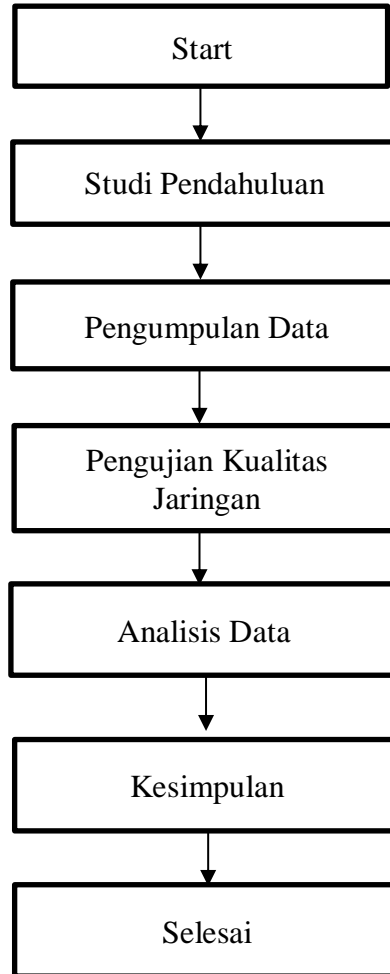 Start
Studi Pendahuluan
Pengumpulan Data
Pengujian Kualitas
Jaringan
Analisis Data
Kesimpulan
Selesai